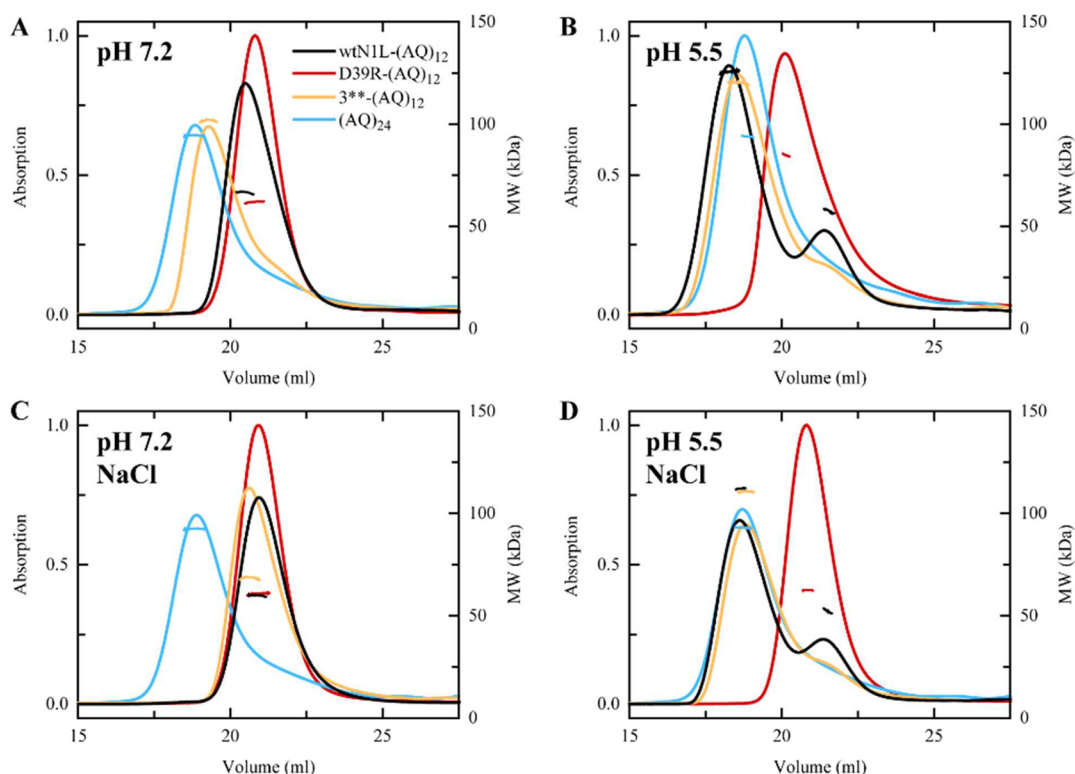 A
pH 7.2
wtN1L-(AQ)12
D39R-(AQ)12
3**-(AQ)12
(AQ)24
1.0
0.5
0.0
Absorption
150
100
50
0
MW (kDa)
15
20
25
Volume (ml)
B
pH 5.5
1.0
0.5
0.0
Absorption
150
100
50
0
MW (kDa)
15
20
25
Volume (ml)
C
pH 7.2
NaCl
1.0
0.5
0.0
Absorption
150
100
50
0
MW (kDa)
15
20
25
Volume (ml)
D
pH 5.5
NaCl
1.0
0.5
0.0
Absorption
150
100
50
0
MW (kDa)
15
20
25
Volume (ml)